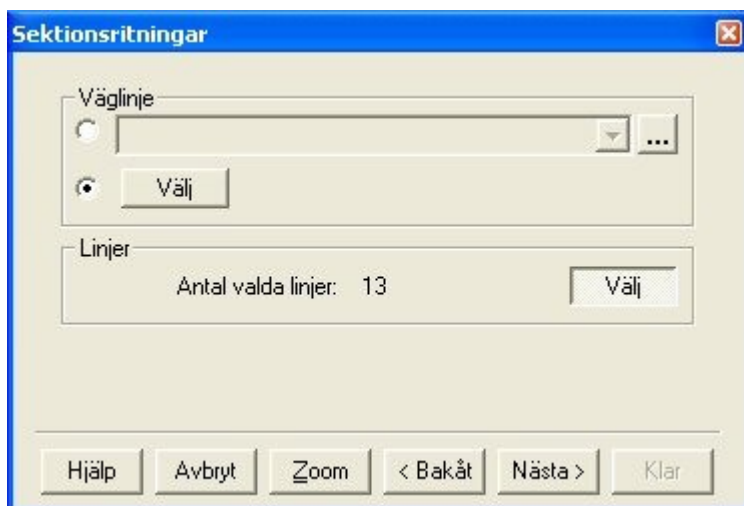 Sektionsritningar
Väglinje
...
Välj
Linjer
Antal valda linjer: 13 Välj
Hjälp Avbryt Zoom < Bakåt Nästa > Klar